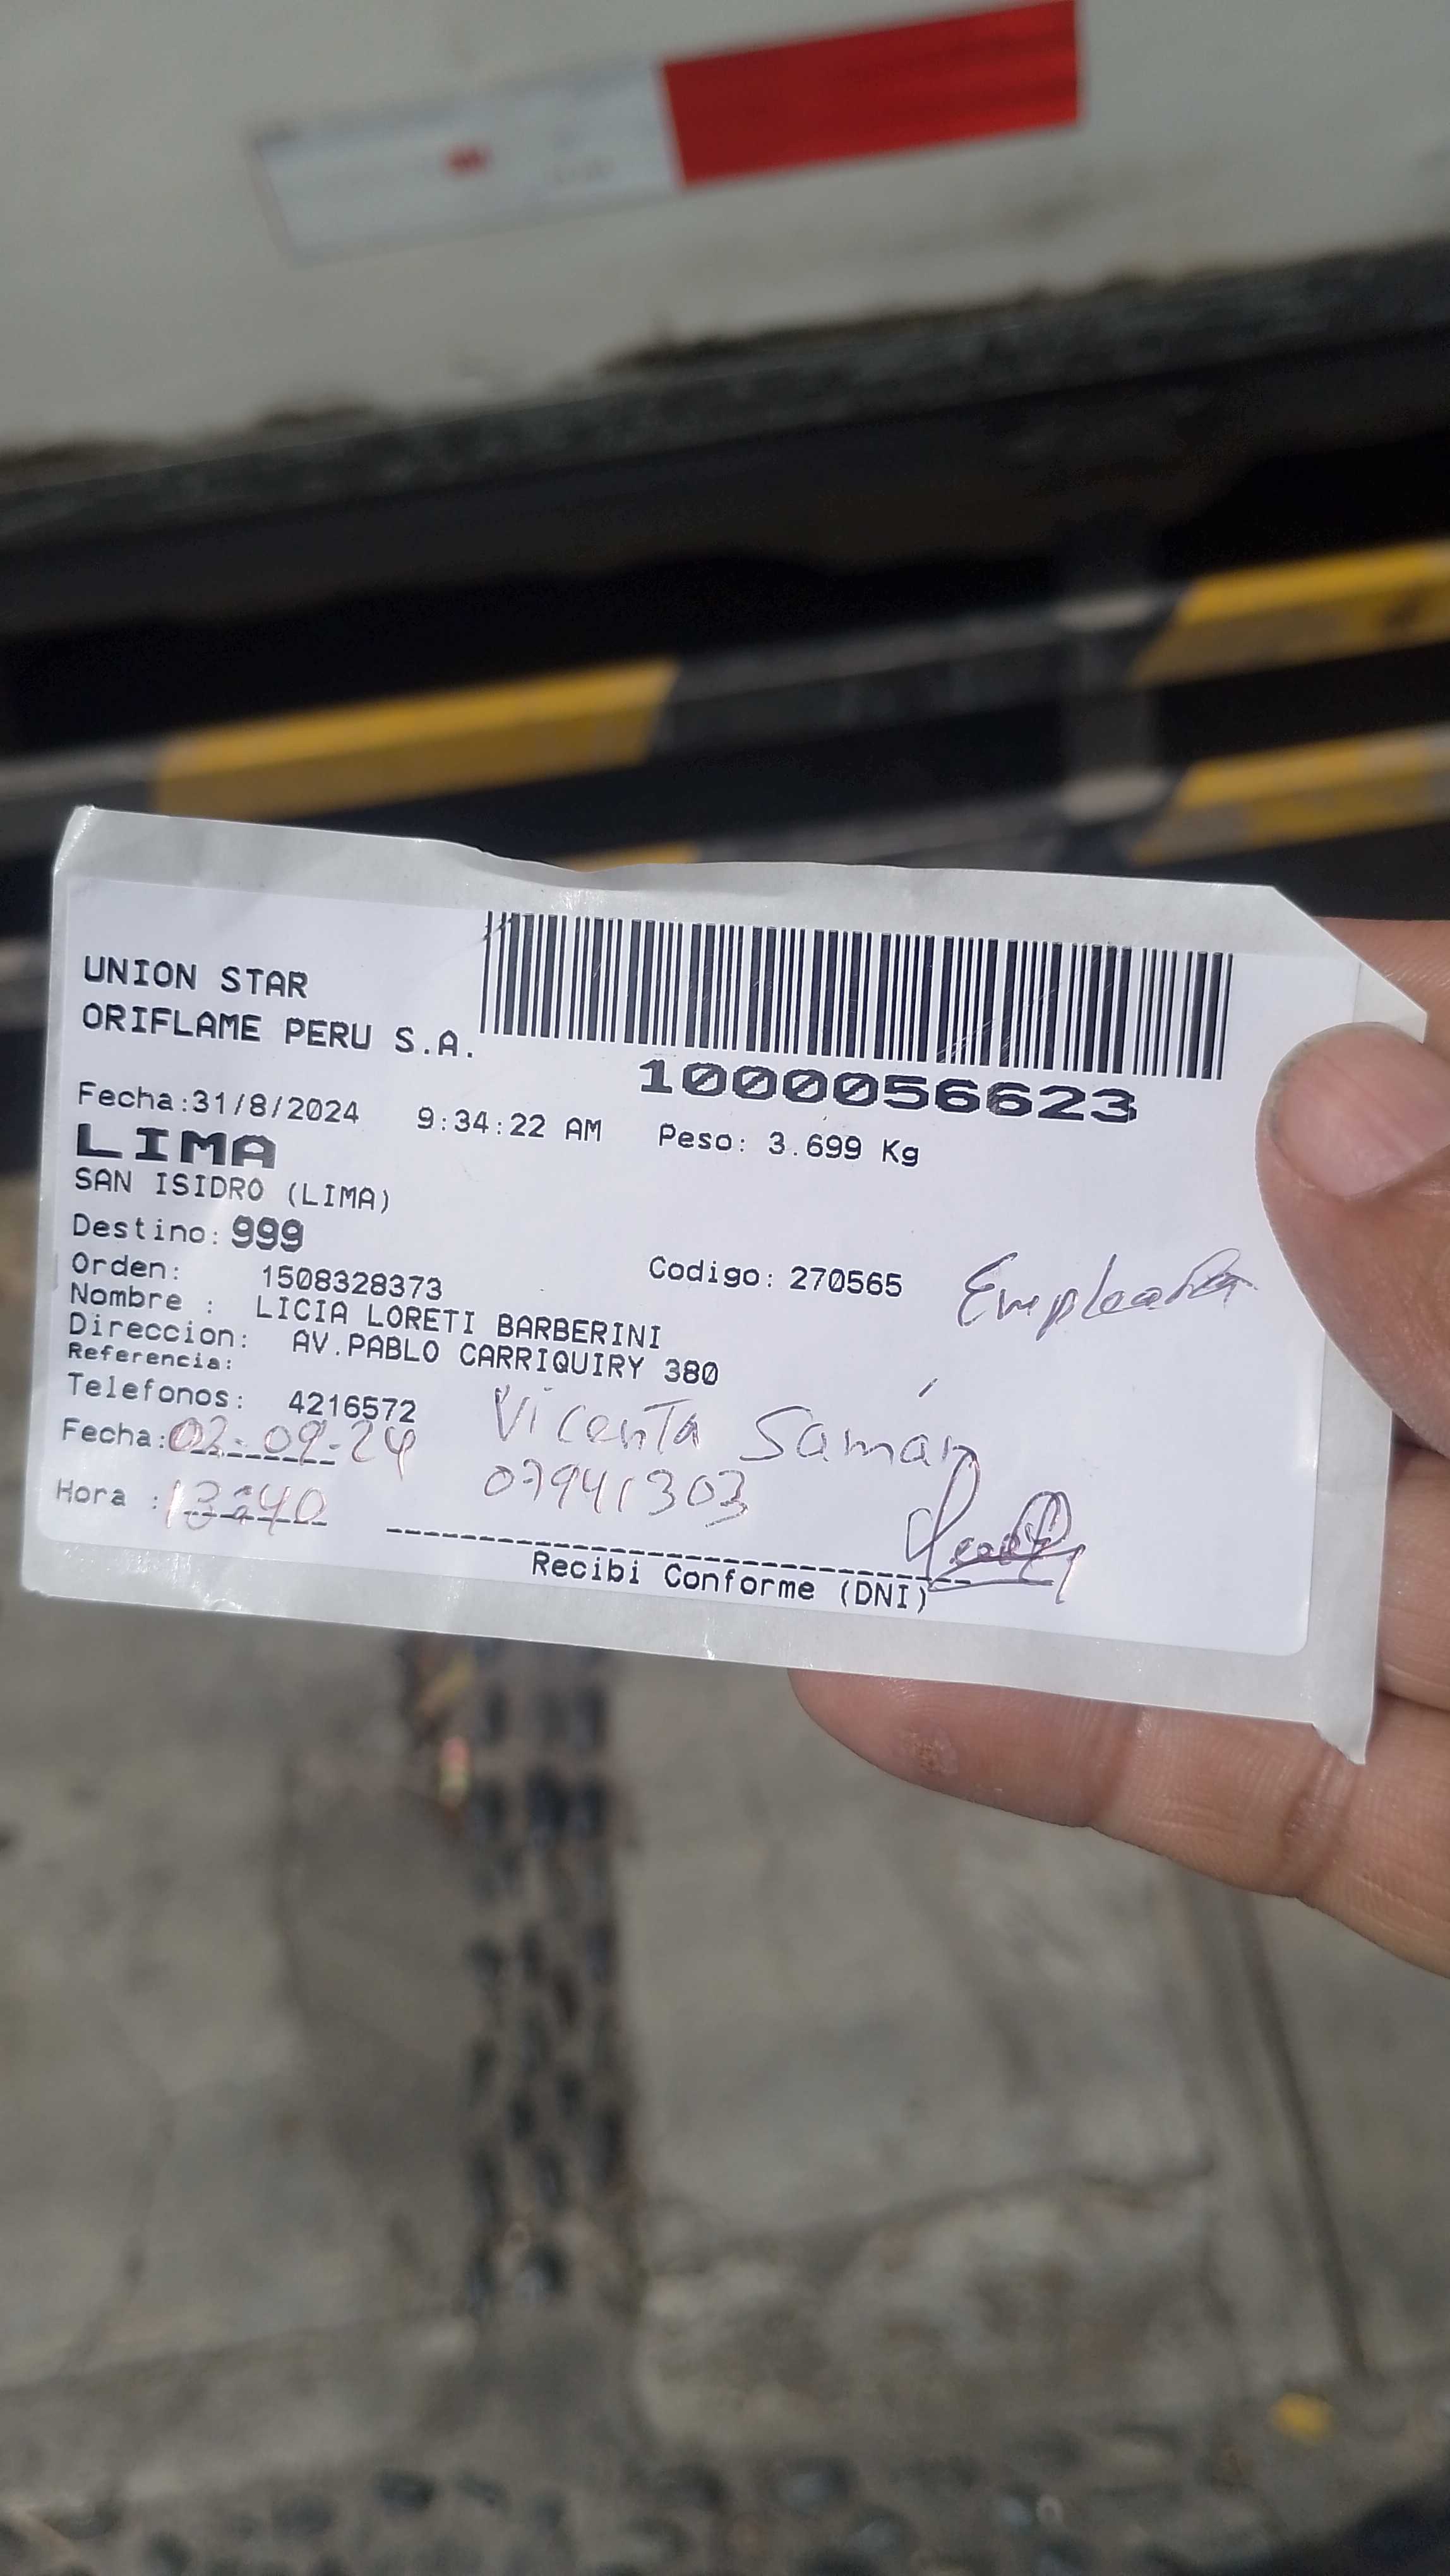 UNION STAR
ORIFLAME PERU S.A.
1000056623
Fecha:31/8/2024 9:34:22 AM Peso: 3.699 Kg
LIMA
SAN ISIDRO (LIMA)
Destino: 999
Orden: 1508328373 Codigo: 270565 Empleada
Nombre : LICIA LORETI BARBERINI
Direccion: AV.PABLO CARRIQUIRY 380
Referencia:
Telefonos: 4216572 Vicenta Samán
Fecha: 02-09-24 07941303
Hora : 13:40
Recibi Conforme (DNI)